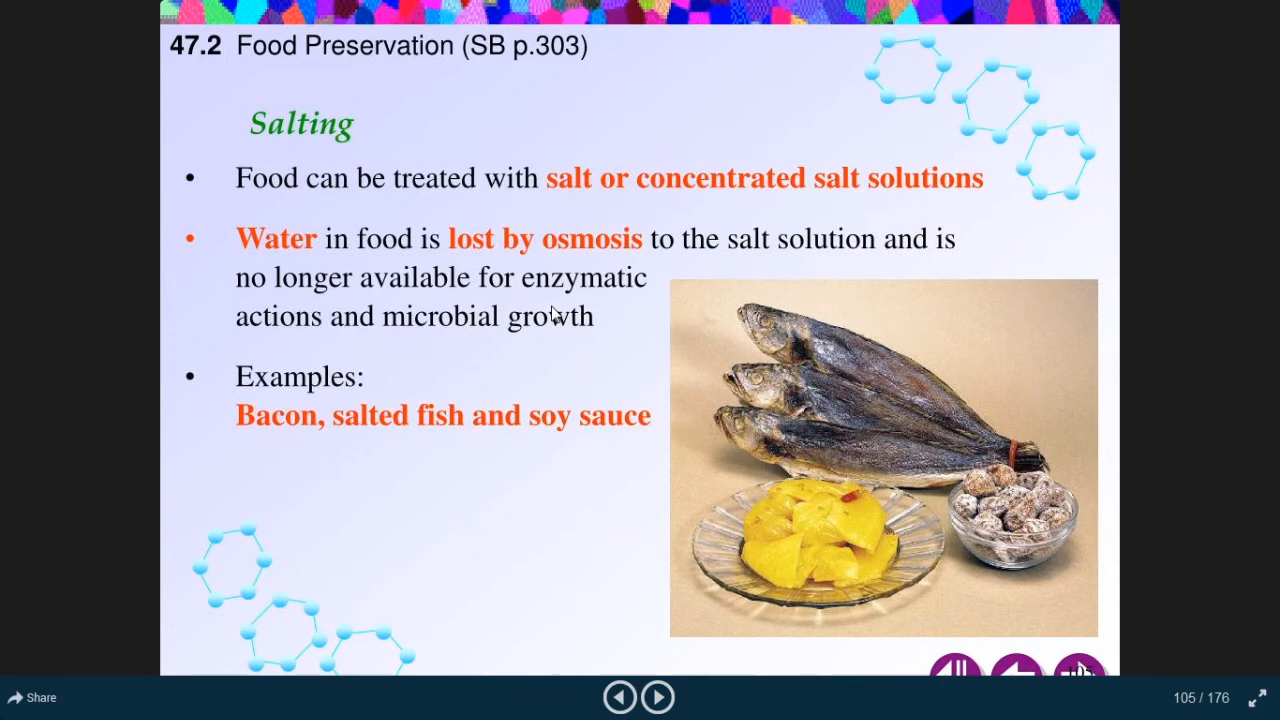 47.2 Food Preservation (SB p.303)
Salting
• Food can be treated with salt or concentrated salt solutions
• Water in food is lost by osmosis to the salt solution and is
no longer available for enzymatic
actions and microbial growth
• Examples:
Bacon, salted fish and soy sauce
105
Share
105 / 176